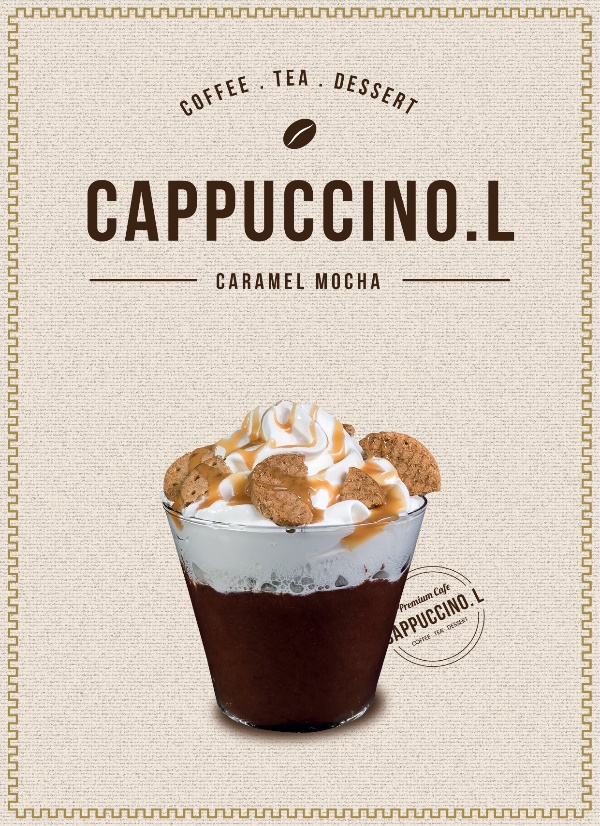 COFFEE . TEA . DESSERT
CAPPUCCINO.L
CARAMEL MOCHA
Premium Cafe
CAPPUCCINO.L
COFFEE · TEA · DESSERT